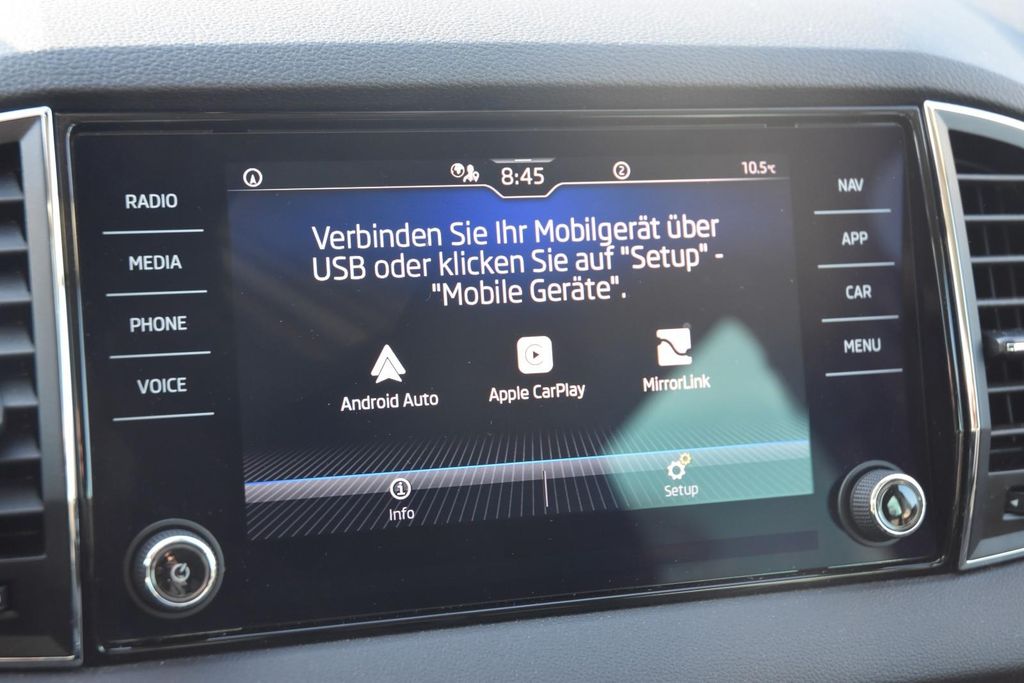 RADIO
MEDIA
PHONE
VOICE
8:45
2
10.5°C
Verbinden Sie Ihr Mobilgerät über
USB oder klicken Sie auf "Setup" -
"Mobile Geräte".
Android Auto
Apple CarPlay
MirrorLink
Info
Setup
NAV
APP
CAR
MENU